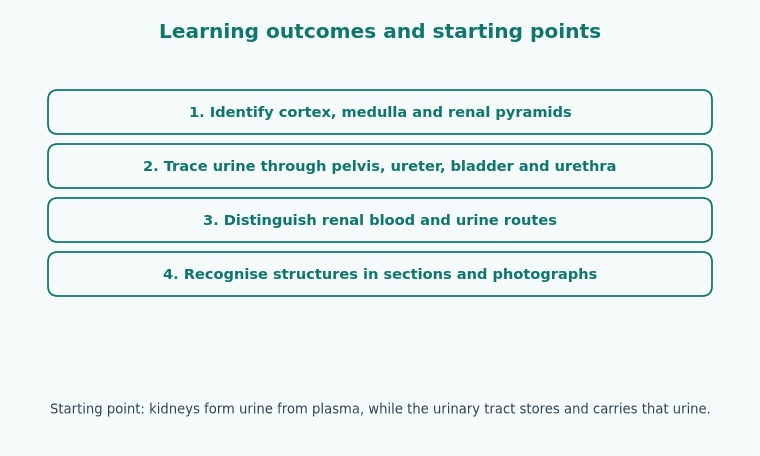 Learning outcomes and starting points
1. Identify cortex, medulla and renal pyramids
2. Trace urine through pelvis, ureter, bladder and urethra
3. Distinguish renal blood and urine routes
4. Recognise structures in sections and photographs
Starting point: kidneys form urine from plasma, while the urinary tract stores and carries that urine.